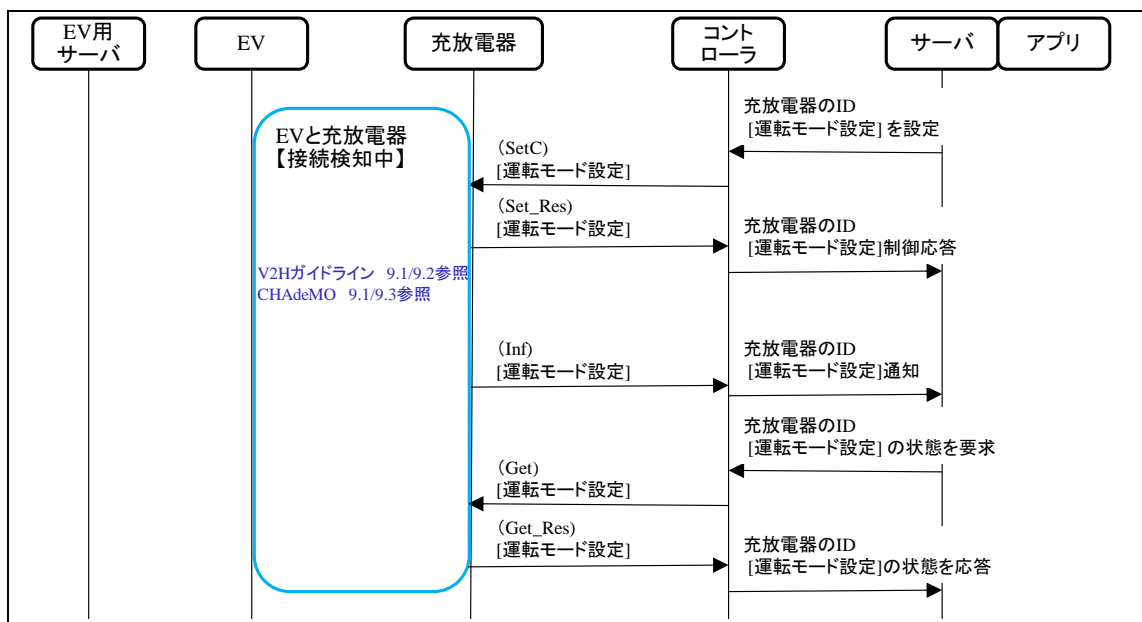 EV用
サーバ
EV
充放電器
コント
ローラ
サーバ
アプリ
充放電器のID
[運転モード設定] を設定
EVと充放電器
【接続検知中】
(SetC)
[運転モード設定]
(Set_Res)
[運転モード設定]
充放電器のID
[運転モード設定]制御応答
V2Hガイドライン 9.1/9.2参照
CHAdeMO 9.1/9.3参照
(Inf)
[運転モード設定]
充放電器のID
[運転モード設定]通知
充放電器のID
[運転モード設定] の状態を要求
(Get)
[運転モード設定]
(Get_Res)
[運転モード設定]
充放電器のID
[運転モード設定]の状態を応答